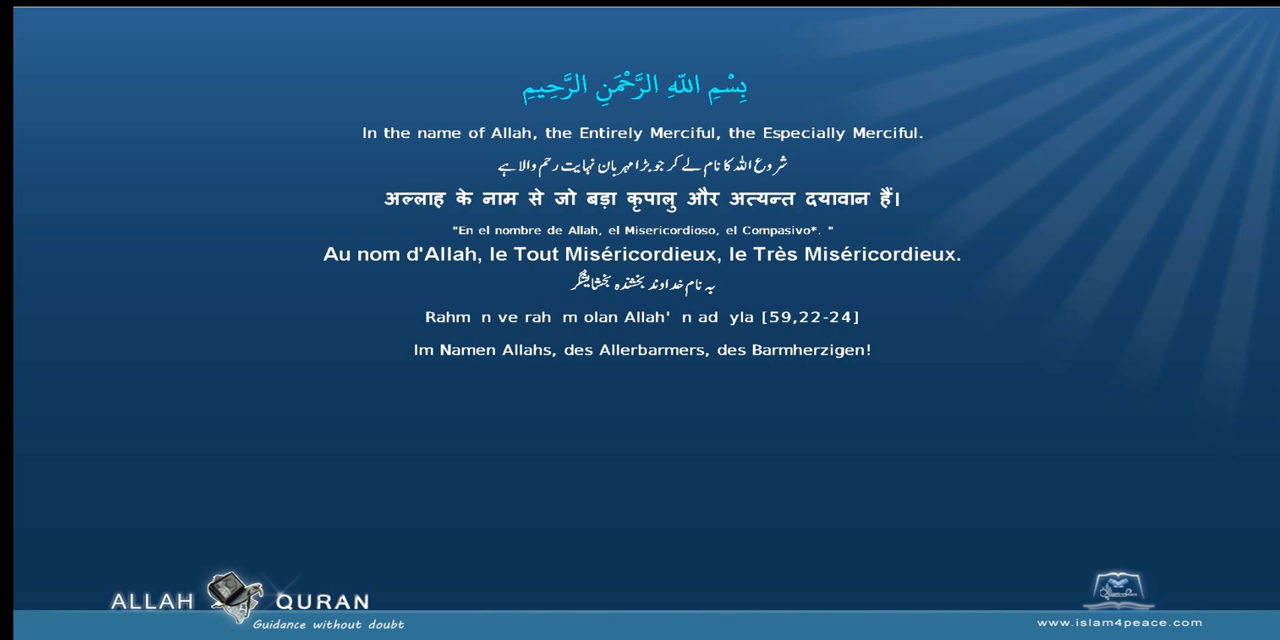 بِسْمِ اللَّهِ الرَّحْمَنِ الرَّحِيمِ
In the name of Allah, the Entirely Merciful, the Especially Merciful.
شروع اللہ کا نام لے کر جو بڑا مہربان نہایت رحم والا ہے
अल्लाह के नाम से जो बड़ा कृपालु और अत्यन्त दयावान हैं।
"En el nombre de Allah, el Misericordioso, el Compasivo*. "
Au nom d'Allah, le Tout Miséricordieux, le Très Miséricordieux.
به نام خداوند بخشنده بخشایشگر
Rahm n ve rah m olan Allah' n ad yla [59,22-24]
Im Namen Allahs, des Allerbarmers, des Barmherzigen!
ALLAH QURAN
Guidance without doubt
www.islam4peace.com